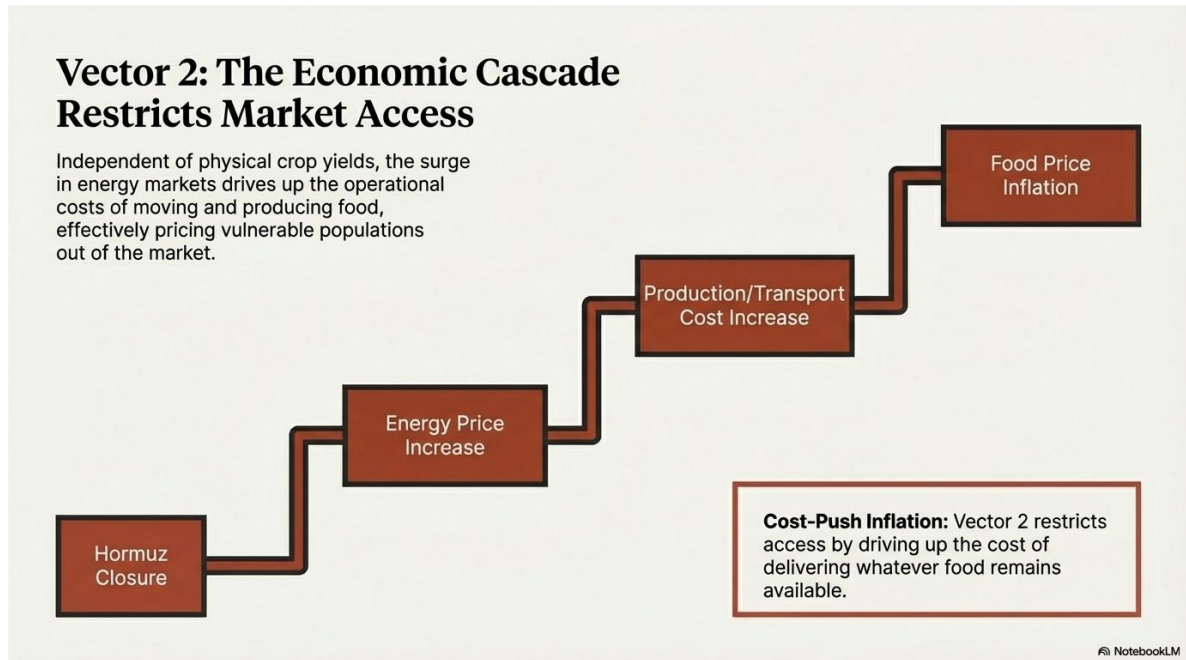 Vector 2: The Economic Cascade
Restricts Market Access
Independent of physical crop yields, the surge
in energy markets drives up the operational
costs of moving and producing food,
effectively pricing vulnerable populations
out of the market.
Food Price
Inflation
Production/Transport
Cost Increase
Energy Price
Increase
Hormuz
Closure
Cost-Push Inflation: Vector 2 restricts
access by driving up the cost of
delivering whatever food remains
available.
NotebookLM